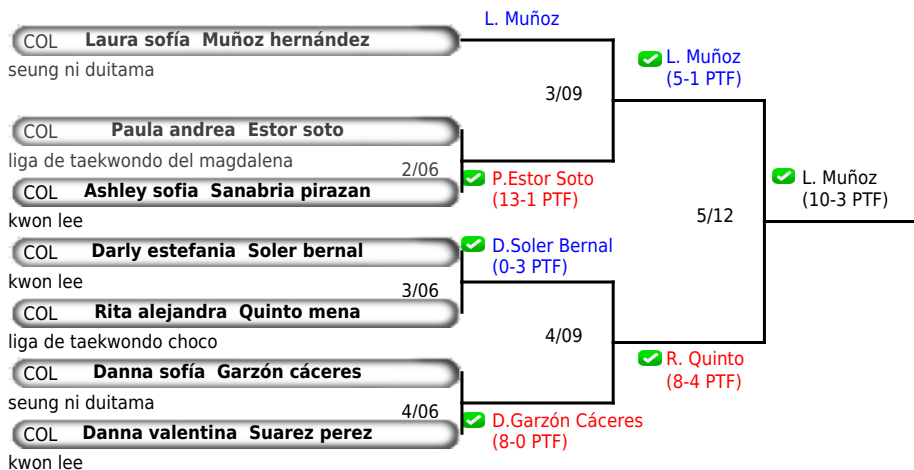 L. Muñoz
COL Laura sofía Muñoz hernández
seung ni duitama
L. Muñoz
(5-1 PTF)
3/09
COL Paula andrea Estor soto
liga de taekwondo del magdalena
2/06
P.Estor Soto
(13-1 PTF)
COL Ashley sofia Sanabria pirazan
kwon lee
L. Muñoz
(10-3 PTF)
5/12
COL Darly estefania Soler bernal
kwon lee
D.Soler Bernal
(0-3 PTF)
3/06
COL Rita alejandra Quinto mena
liga de taekwondo choco
4/09
R. Quinto
(8-4 PTF)
COL Danna sofía Garzón cáceres
seung ni duitama
4/06
D.Garzón Cáceres
(8-0 PTF)
COL Danna valentina Suarez perez
kwon lee